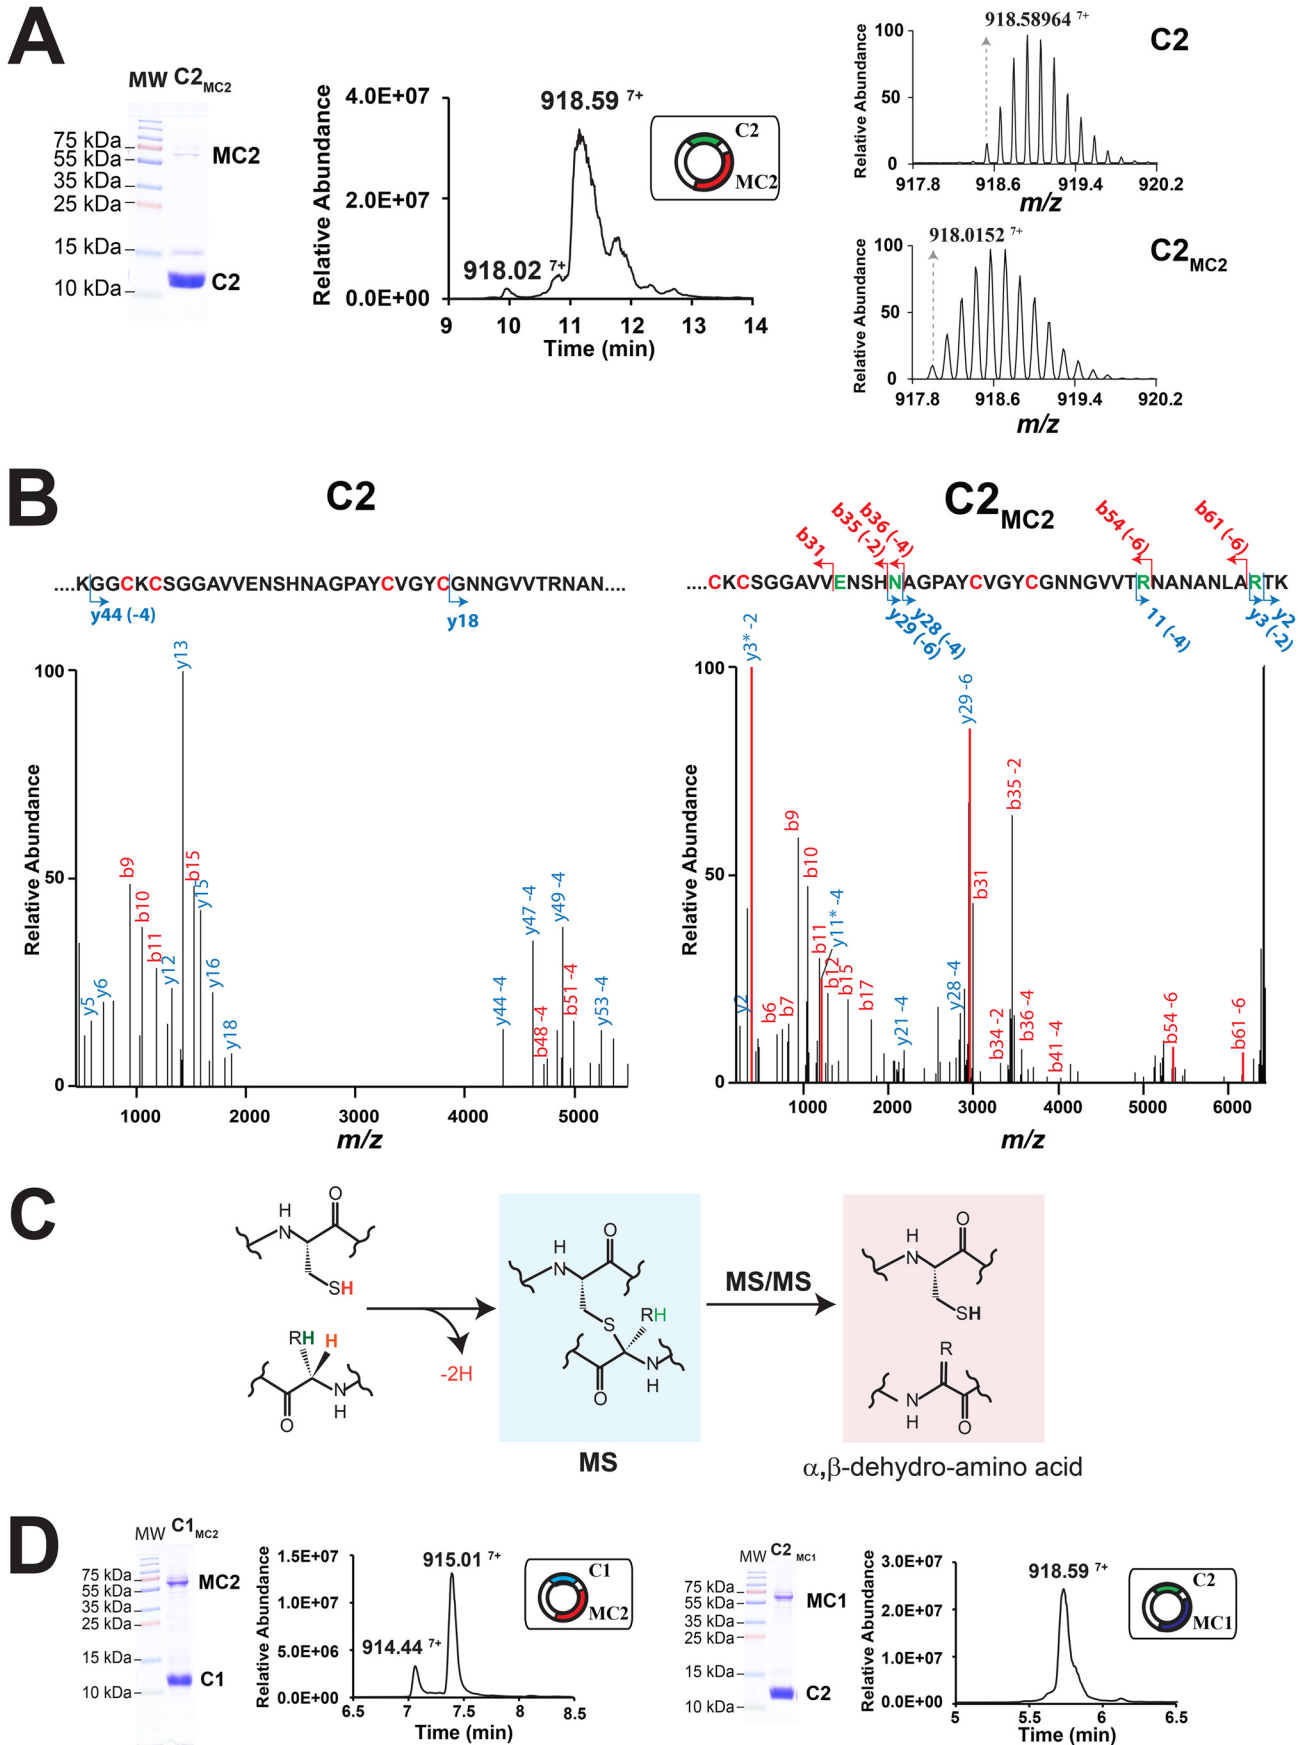 A
MW C2MC2
75 kDa
55 kDa
35 kDa
25 kDa
15 kDa
10 kDa
MC2
C2
Relative Abundance
4.0E+07
2.0E+07
0.0E+00
918.59 7+
918.02 7+
9 10 11 12 13 14
Time (min)
C2
MC2
918.58964 7+
C2
Relative Abundance
100
50
0
917.8 918.6 919.4 920.2
m/z
918.0152 7+
C2MC2
Relative Abundance
100
50
0
917.8 918.6 919.4 920.2
m/z
B
C2
....KGGCKCSGGAVVENSHNAGPAYCVGYCGNNGVVTRNAN....
y44 (-4)
y18
Relative Abundance
100
50
0
y5
y6
b9
b10
b11
y12
y13
b15
y15
y16
y18
y44 -4
y47 -4
b48 -4
y49 -4
b51 -4
y53 -4
1000 2000 3000 4000 5000
m/z
C2MC2
b31
b35 (-2)
b36 (-4)
b54 (-6)
b61 (-6)
....CKCSGGAVVENSHNAGPAYCVGYCGNNGVVTRNANANLARTK
y29 (-6)
y28 (-4)
11 (-4)
y3 (-2)
y2
Relative Abundance
100
50
0
y2
y3* -2
b6
b7
b9
b10
b11
y11* -4
b12
b15
b17
y21 -4
y28 -4
y29 -6
b31
b34 -2
b35 -2
b36 -4
b41 -4
b54 -6
b61 -6
1000 2000 3000 4000 5000 6000
m/z
C
H
N
O
SH
RH H
N
H
O
-2H
H
N
O
S
RH
O
N
H
MS
MS/MS
H
N
O
SH
R
N
H
O
α,β-dehydro-amino acid
D
MW C1MC2
75 kDa
55 kDa
35 kDa
25 kDa
15 kDa
10 kDa
MC2
C1
Relative Abundance
1.5E+07
1.0E+07
5.0E+06
0.0E+00
915.01 7+
914.44 7+
6.5 7 7.5 8 8.5
Time (min)
C1
MC2
MW C2MC1
75 kDa
55 kDa
35 kDa
25 kDa
15 kDa
10 kDa
MC1
C2
Relative Abundance
3.0E+07
2.0E+07
1.0E+07
0.0E+00
918.59 7+
5 5.5 6 6.5
Time (min)
C2
MC1